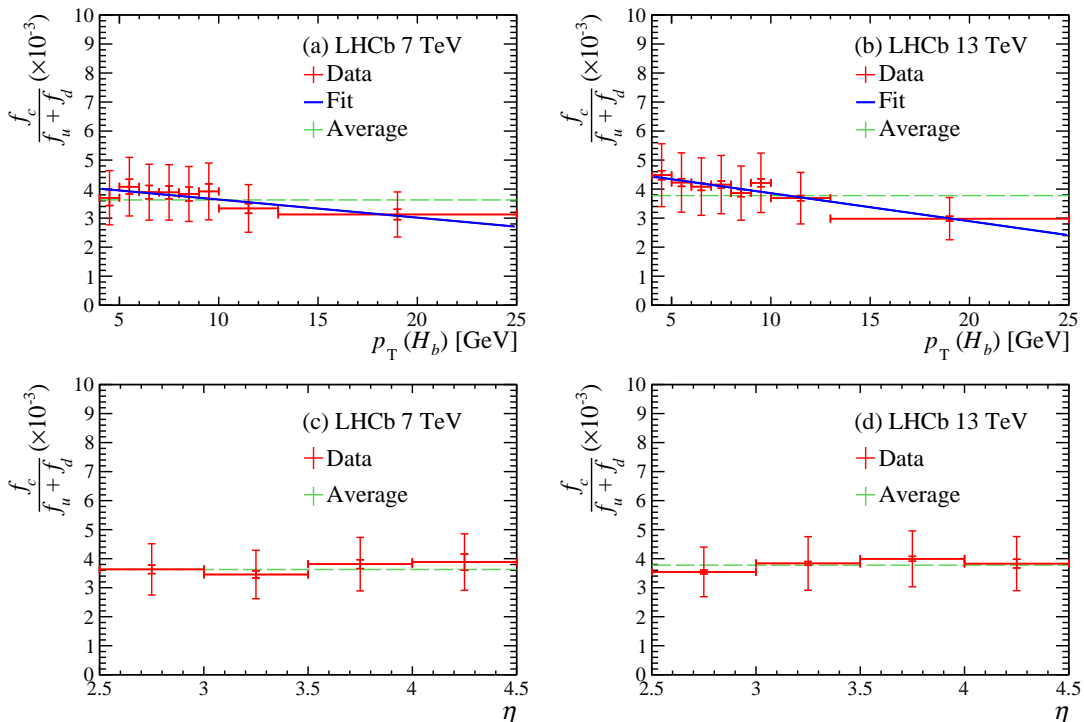 f_c / f_u + f_d (×10⁻³)
10
9
8
7
6
5
4
3
2
1
0
(a) LHCb 7 TeV
Data
Fit
Average
5 10 15 20 25
p_T (H_b) [GeV]
f_c / f_u + f_d (×10⁻³)
10
9
8
7
6
5
4
3
2
1
0
(b) LHCb 13 TeV
Data
Fit
Average
5 10 15 20 25
p_T (H_b) [GeV]
f_c / f_u + f_d (×10⁻³)
10
9
8
7
6
5
4
3
2
1
0
(c) LHCb 7 TeV
Data
Average
2.5 3 3.5 4 4.5
η
f_c / f_u + f_d (×10⁻³)
10
9
8
7
6
5
4
3
2
1
0
(d) LHCb 13 TeV
Data
Average
2.5 3 3.5 4 4.5
η